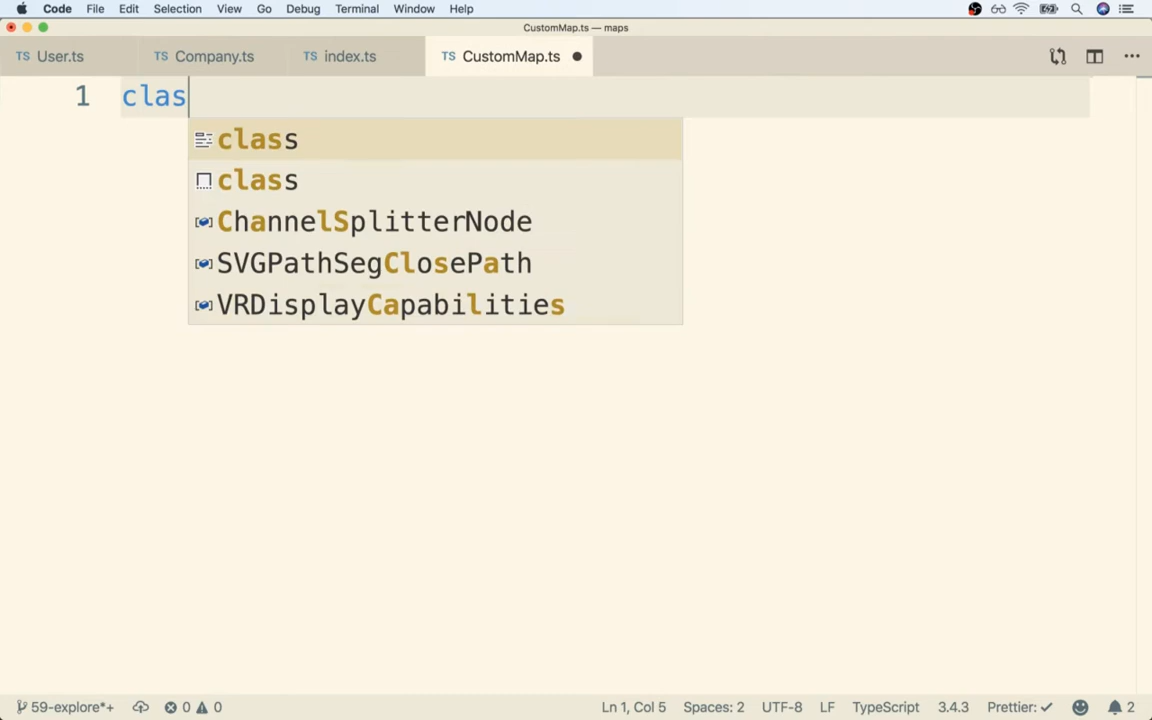 Code File Edit Selection View Go Debug Terminal Window Help
CustomMap.ts — maps
TS User.ts TS Company.ts TS index.ts TS CustomMap.ts
1 clas
class
class
ChannelSplitterNode
SVGPathSegClosePath
VRDisplayCapabilities
59-explore*+ 0 0 Ln 1, Col 5 Spaces: 2 UTF-8 LF TypeScript 3.4.3 Prettier: ✓ 2